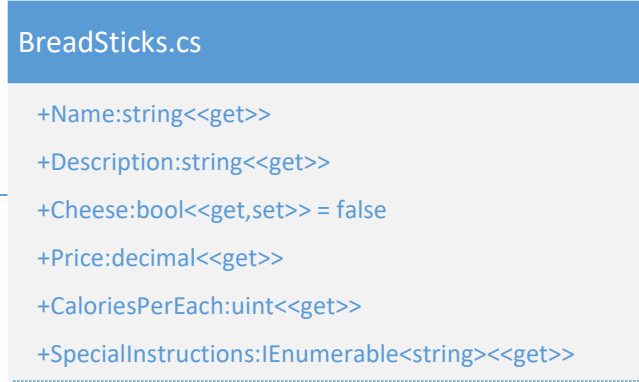 BreadSticks.cs
+Name:string<<get>>
+Description:string<<get>>
+Cheese:bool<<get,set>> = false
+Price:decimal<<get>>
+CaloriesPerEach:uint<<get>>
+SpecialInstructions:IEnumerable<string><<get>>